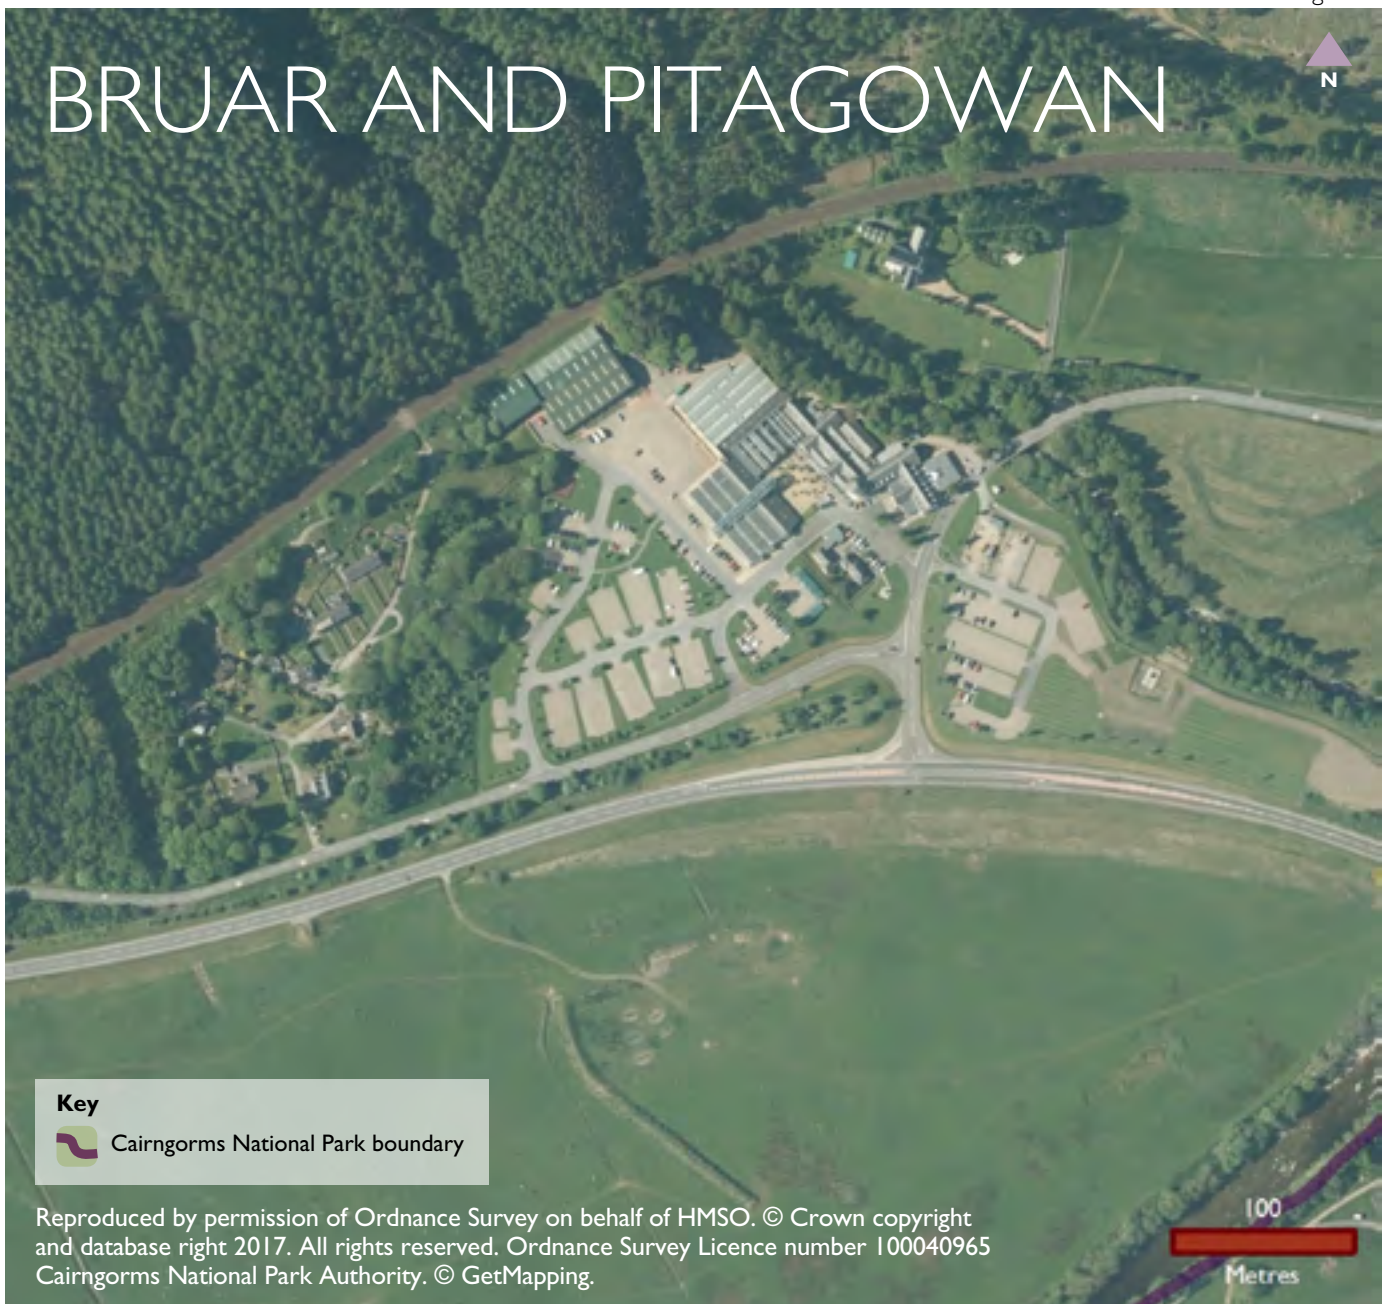 BRUAR AND PITAGOWAN
N
Key
Cairngorms National Park boundary
Reproduced by permission of Ordnance Survey on behalf of HMSO. © Crown copyright
and database right 2017. All rights reserved. Ordnance Survey Licence number 100040965
Cairngorms National Park Authority. © GetMapping.
100
Metres